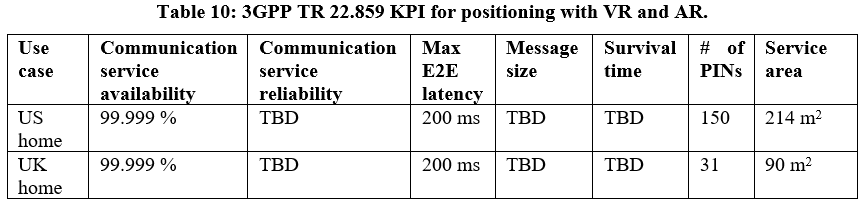 Table 10: 3GPP TR 22.859 KPI for positioning with VR and AR.
Use case | Communication service availability | Communication service reliability | Max E2E latency | Message size | Survival time | # of PINs | Service area
US home | 99.999 % | TBD | 200 ms | TBD | TBD | 150 | 214 m²
UK home | 99.999 % | TBD | 200 ms | TBD | TBD | 31 | 90 m²